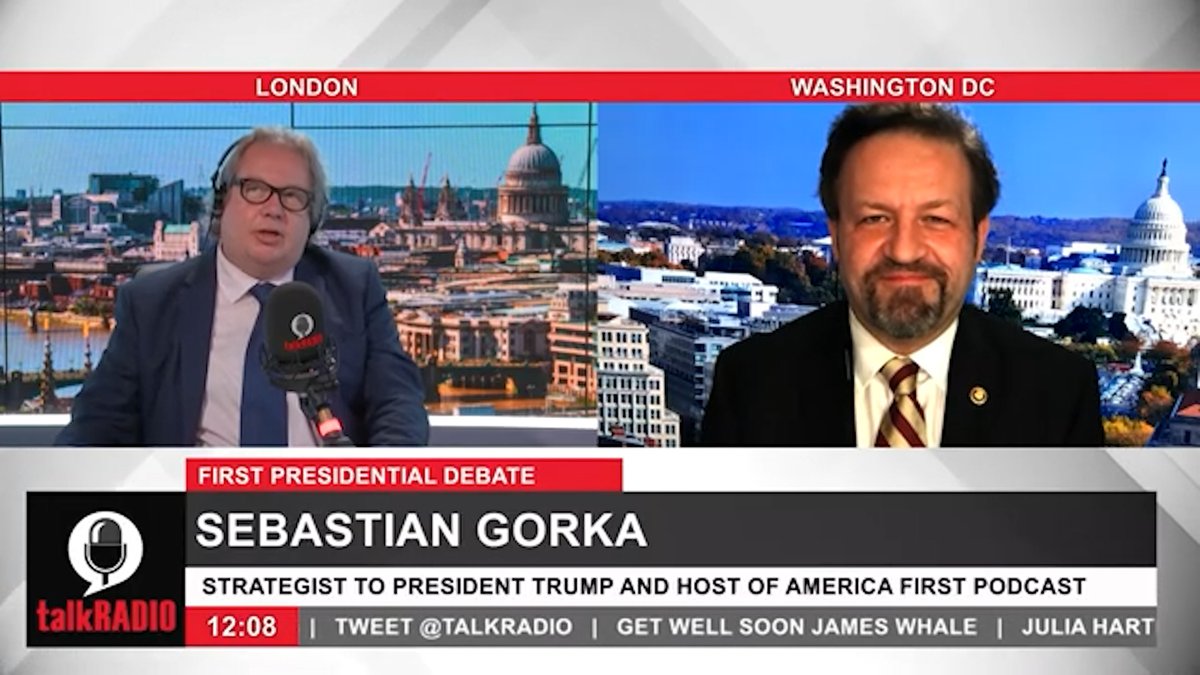 LONDON
WASHINGTON DC
talkRADIO
FIRST PRESIDENTIAL DEBATE
SEBASTIAN GORKA
STRATEGIST TO PRESIDENT TRUMP AND HOST OF AMERICA FIRST PODCAST
talkRADIO
12:08 | TWEET @TALKRADIO | GET WELL SOON JAMES WHALE | JULIA HART